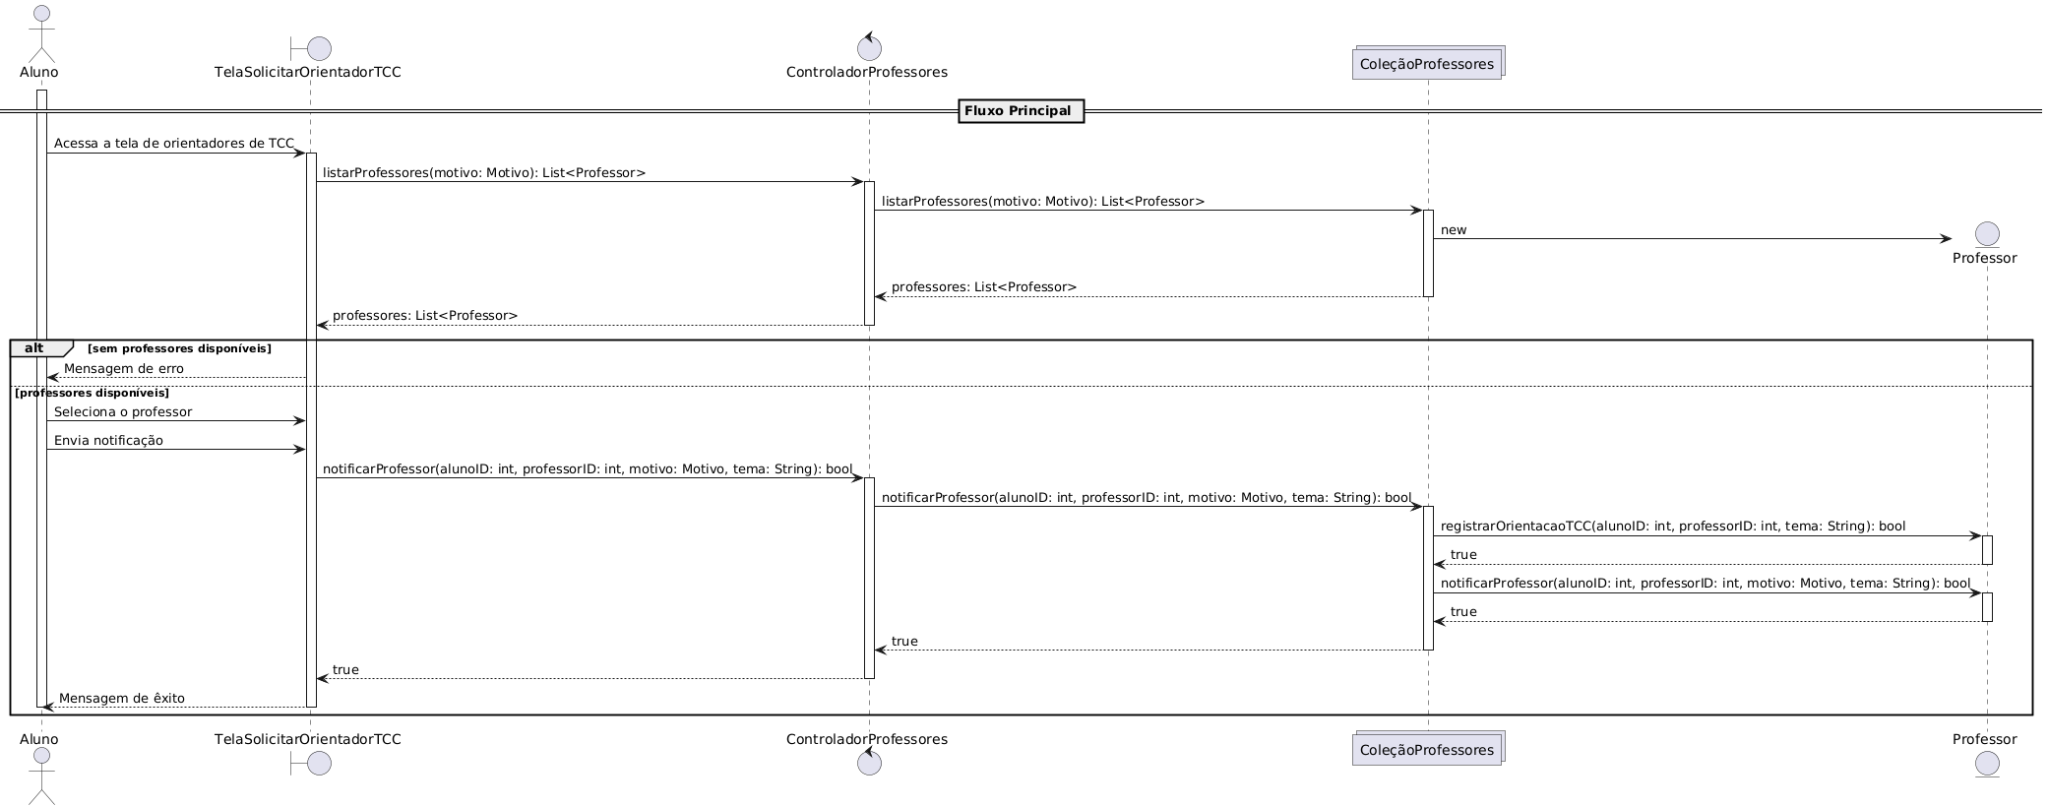 Aluno
TelaSolicitarOrientadorTCC
ControladorProfessores
ColeçãoProfessores
Fluxo Principal
Acessa a tela de orientadores de TCC
listarProfessores(motivo: Motivo): List<Professor>
listarProfessores(motivo: Motivo): List<Professor>
new
Professor
professores: List<Professor>
professores: List<Professor>
alt [sem professores disponíveis]
Mensagem de erro
[professores disponíveis]
Seleciona o professor
Envia notificação
notificarProfessor(alunoID: int, professorID: int, motivo: Motivo, tema: String): bool
notificarProfessor(alunoID: int, professorID: int, motivo: Motivo, tema: String): bool
registrarOrientacaoTCC(alunoID: int, professorID: int, tema: String): bool
true
notificarProfessor(alunoID: int, professorID: int, motivo: Motivo, tema: String): bool
true
true
true
Mensagem de êxito
Aluno
TelaSolicitarOrientadorTCC
ControladorProfessores
ColeçãoProfessores
Professor